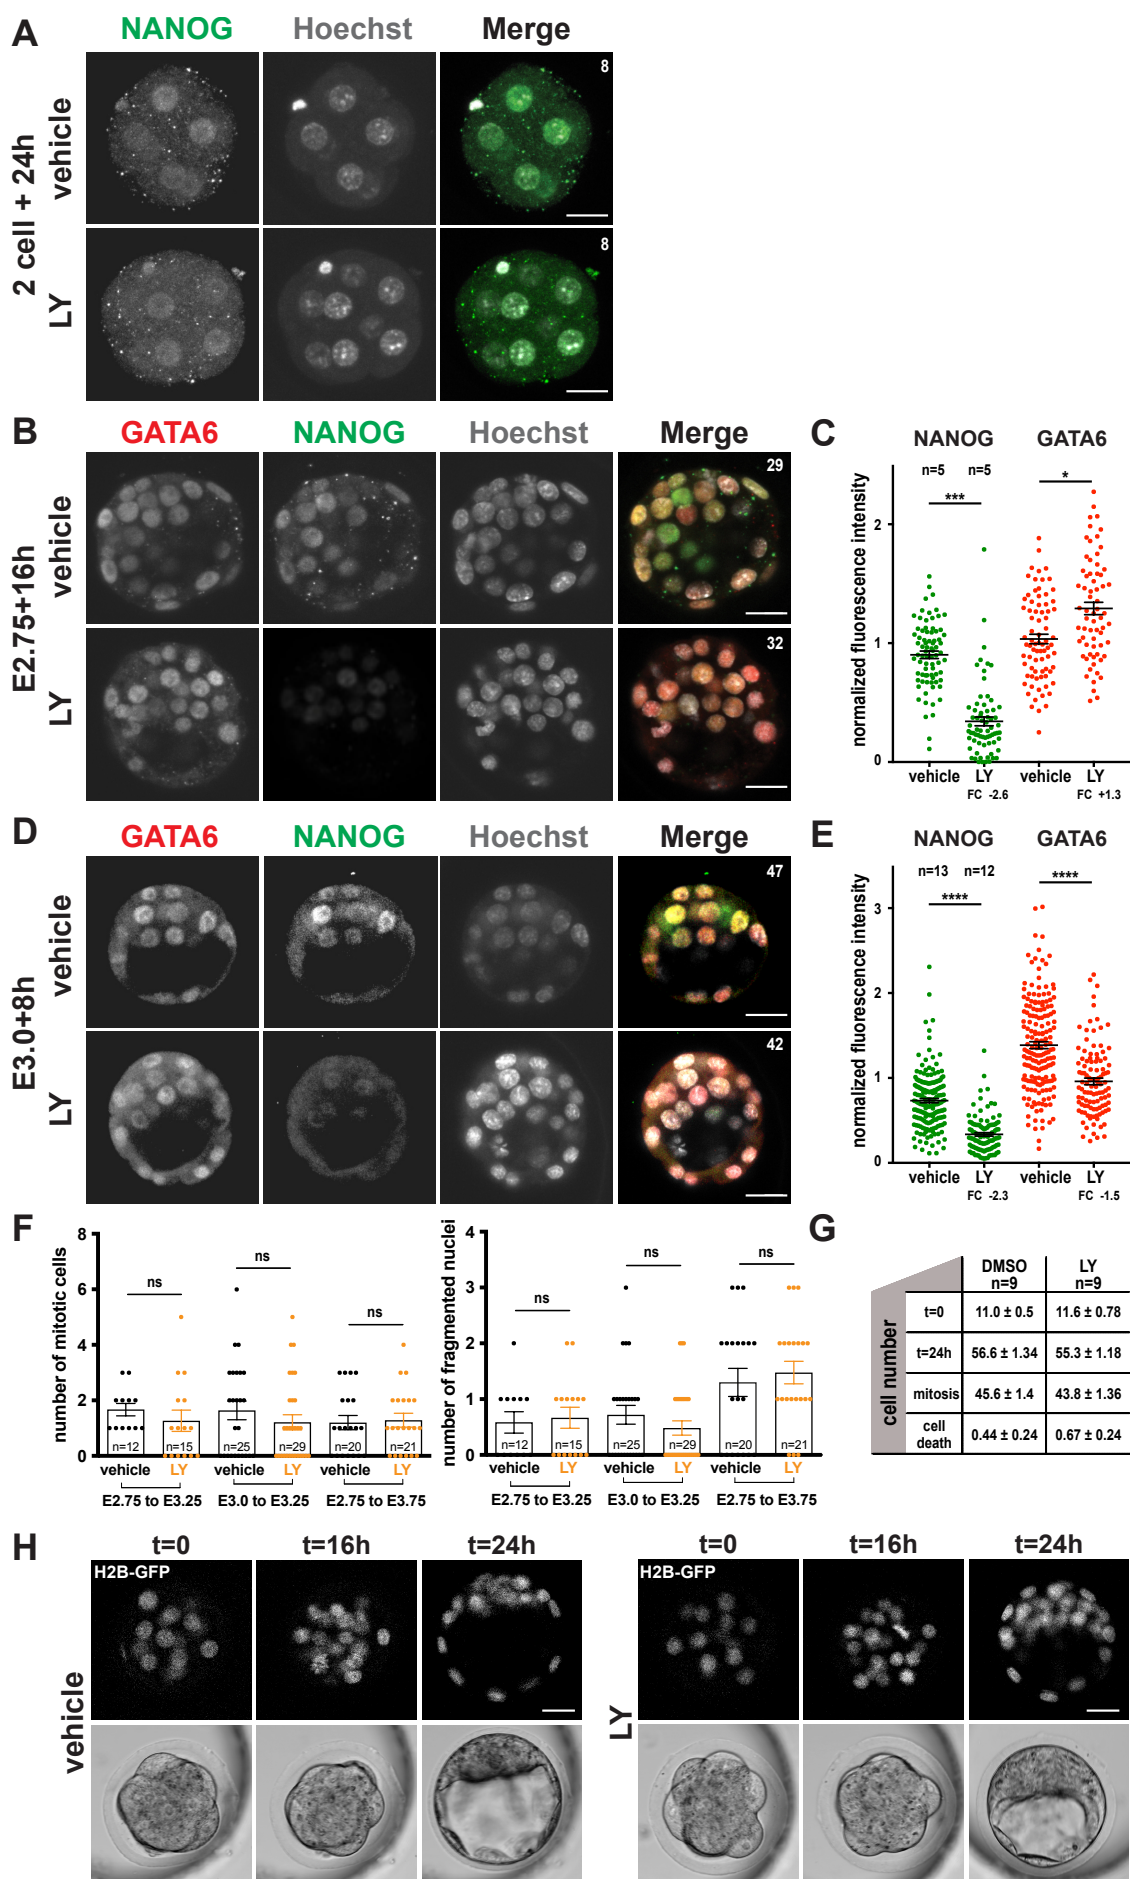 A
NANOG Hoechst Merge
2 cell + 24h
vehicle
8
LY
8
B
GATA6 NANOG Hoechst Merge
E2.75+16h
vehicle
29
LY
32
C
NANOG GATA6
n=5 n=5
*** *
normalized fluorescence intensity
2
1
0
vehicle LY vehicle LY
FC -2.6 FC +1.3
D
GATA6 NANOG Hoechst Merge
E3.0+8h
vehicle
47
LY
42
E
NANOG GATA6
n=13 n=12
**** ****
normalized fluorescence intensity
3
2
1
0
vehicle LY vehicle LY
FC -2.3 FC -1.5
F
number of mitotic cells
8
6
4
2
0
ns ns ns
n=12 n=15 n=25 n=29 n=20 n=21
vehicle LY vehicle LY vehicle LY
E2.75 to E3.25 E3.0 to E3.25 E2.75 to E3.75
number of fragmented nuclei
4
3
2
1
0
ns ns ns
n=12 n=15 n=25 n=29 n=20 n=21
vehicle LY vehicle LY vehicle LY
E2.75 to E3.25 E3.0 to E3.25 E2.75 to E3.75
G
DMSO LY
n=9 n=9
cell number
t=0 11.0 ± 0.5 11.6 ± 0.78
t=24h 56.6 ± 1.34 55.3 ± 1.18
mitosis 45.6 ± 1.4 43.8 ± 1.36
cell death 0.44 ± 0.24 0.67 ± 0.24
H
t=0 t=16h t=24h
H2B-GFP
vehicle
t=0 t=16h t=24h
H2B-GFP
LY